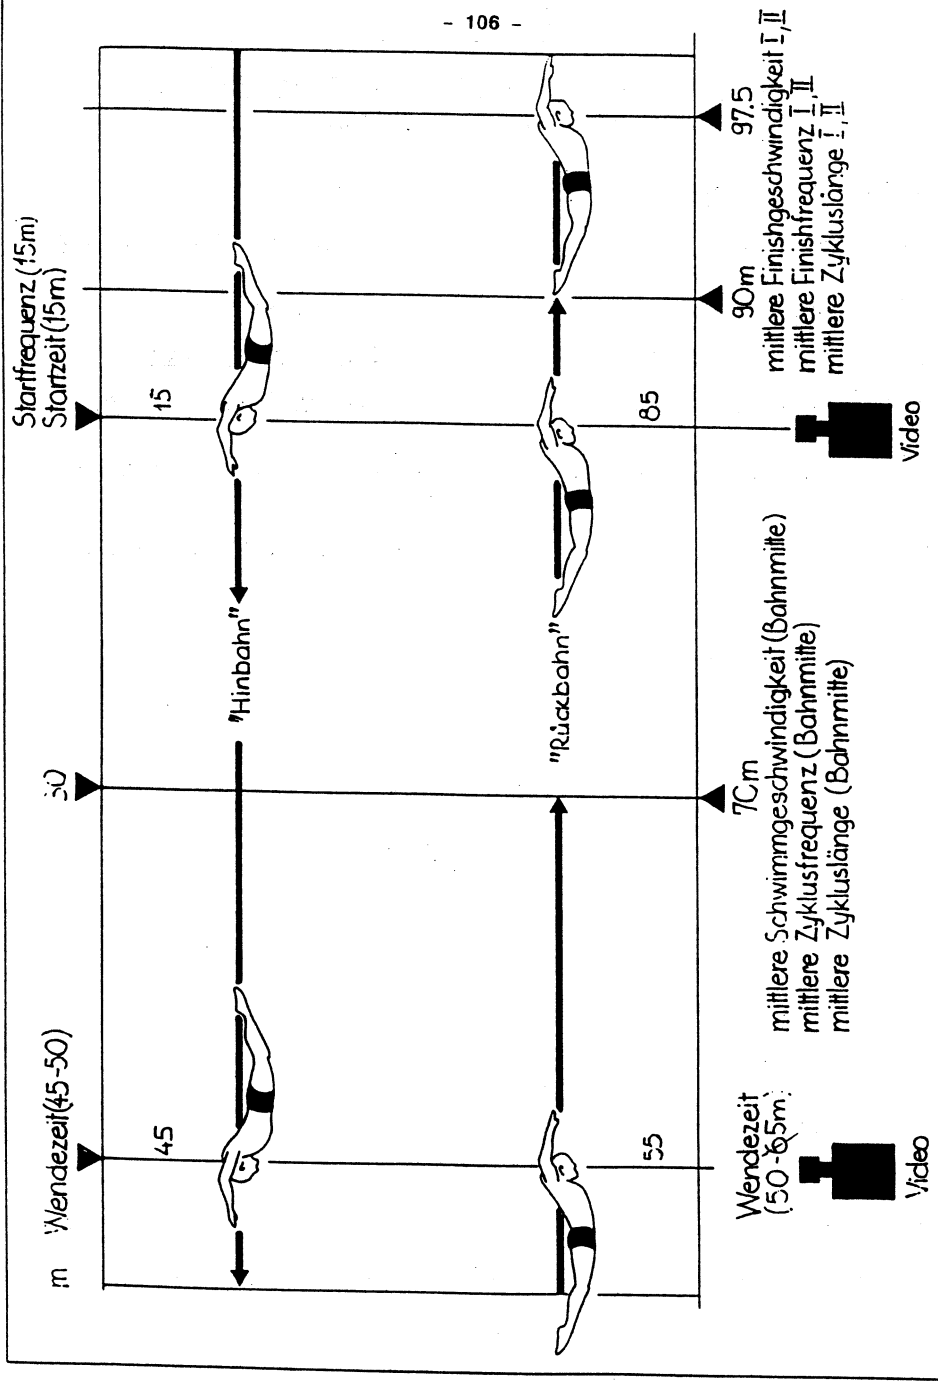 - 106 -
m
Wendezeit (45-50)
30
Startfrequenz (15m)
Startzeit (15m)
45
15
"Hinbahn"
"Rückbahn"
55
85
Wendezeit
(50-65m)
Video
70m
mittlere Schwimmgeschwindigkeit (Bahnmitte)
mittlere Zyklusfrequenz (Bahnmitte)
mittlere Zykluslänge (Bahnmitte)
Video
90m
97.5
mittlere Finishgeschwindigkeit I, II
mittlere Finishfrequenz I, II
mittlere Zykluslänge I, II